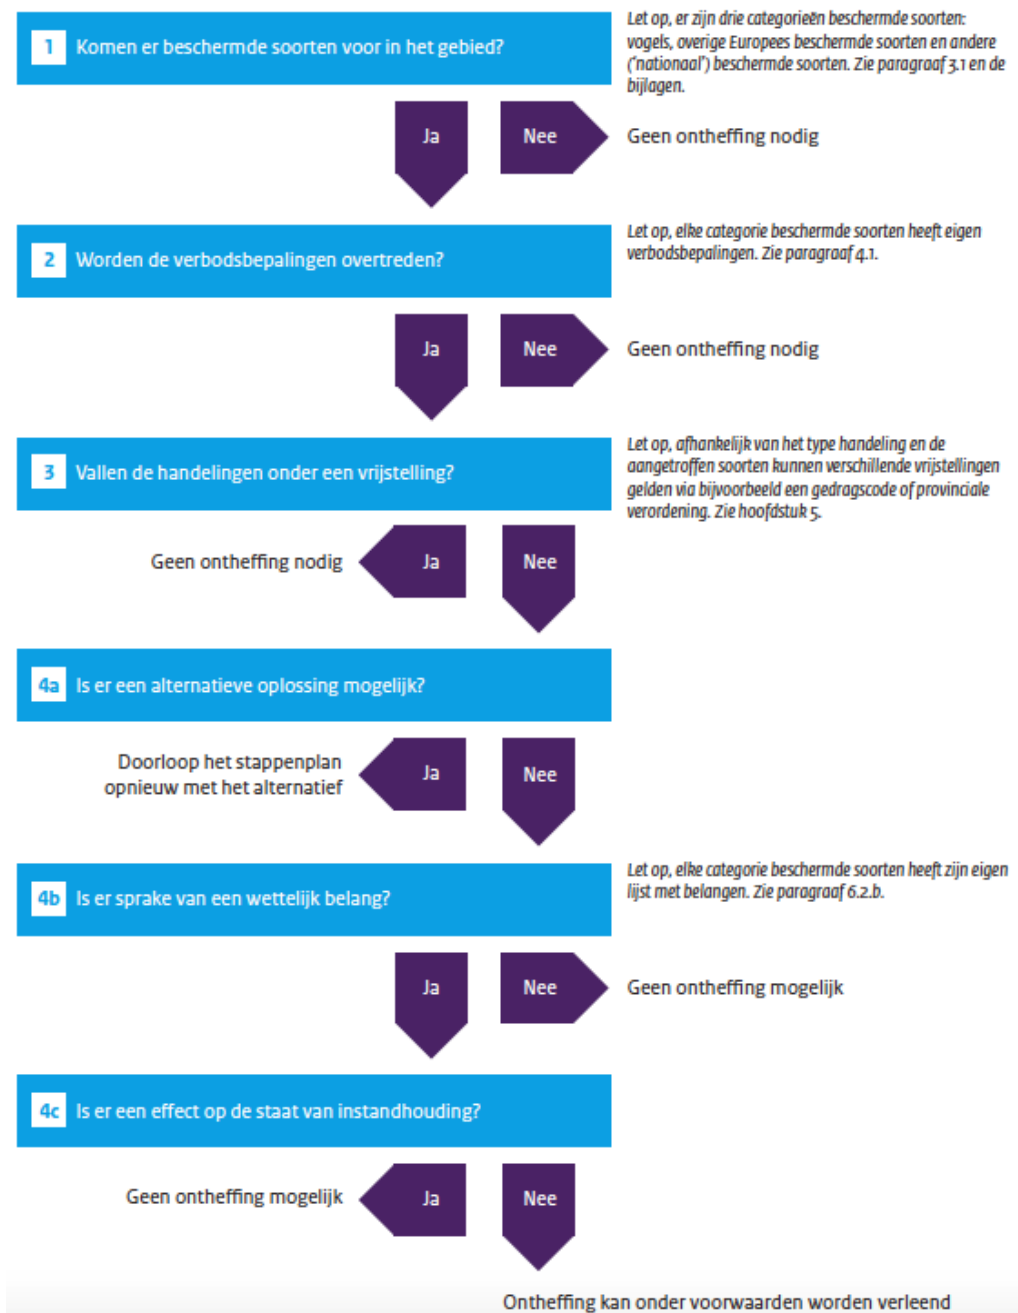 1 Komen er beschermde soorten voor in het gebied?
Let op, er zijn drie categorieën beschermde soorten:
vogels, overige Europees beschermde soorten en andere
('nationaal') beschermde soorten. Zie paragraaf 3.1 en de
bijlagen.
Ja
Nee
Geen ontheffing nodig
2 Worden de verbodsbepalingen overtreden?
Let op, elke categorie beschermde soorten heeft eigen
verbodsbepalingen. Zie paragraaf 4.1.
Ja
Nee
Geen ontheffing nodig
3 Vallen de handelingen onder een vrijstelling?
Let op, afhankelijk van het type handeling en de
aangetroffen soorten kunnen verschillende vrijstellingen
gelden via bijvoorbeeld een gedragscode of provinciale
verordening. Zie hoofdstuk 5.
Geen ontheffing nodig
Ja
Nee
4a Is er een alternatieve oplossing mogelijk?
Doorloop het stappenplan
opnieuw met het alternatief
Ja
Nee
4b Is er sprake van een wettelijk belang?
Let op, elke categorie beschermde soorten heeft zijn eigen
lijst met belangen. Zie paragraaf 6.2.b.
Ja
Nee
Geen ontheffing mogelijk
4c Is er een effect op de staat van instandhouding?
Geen ontheffing mogelijk
Ja
Nee
Ontheffing kan onder voorwaarden worden verleend